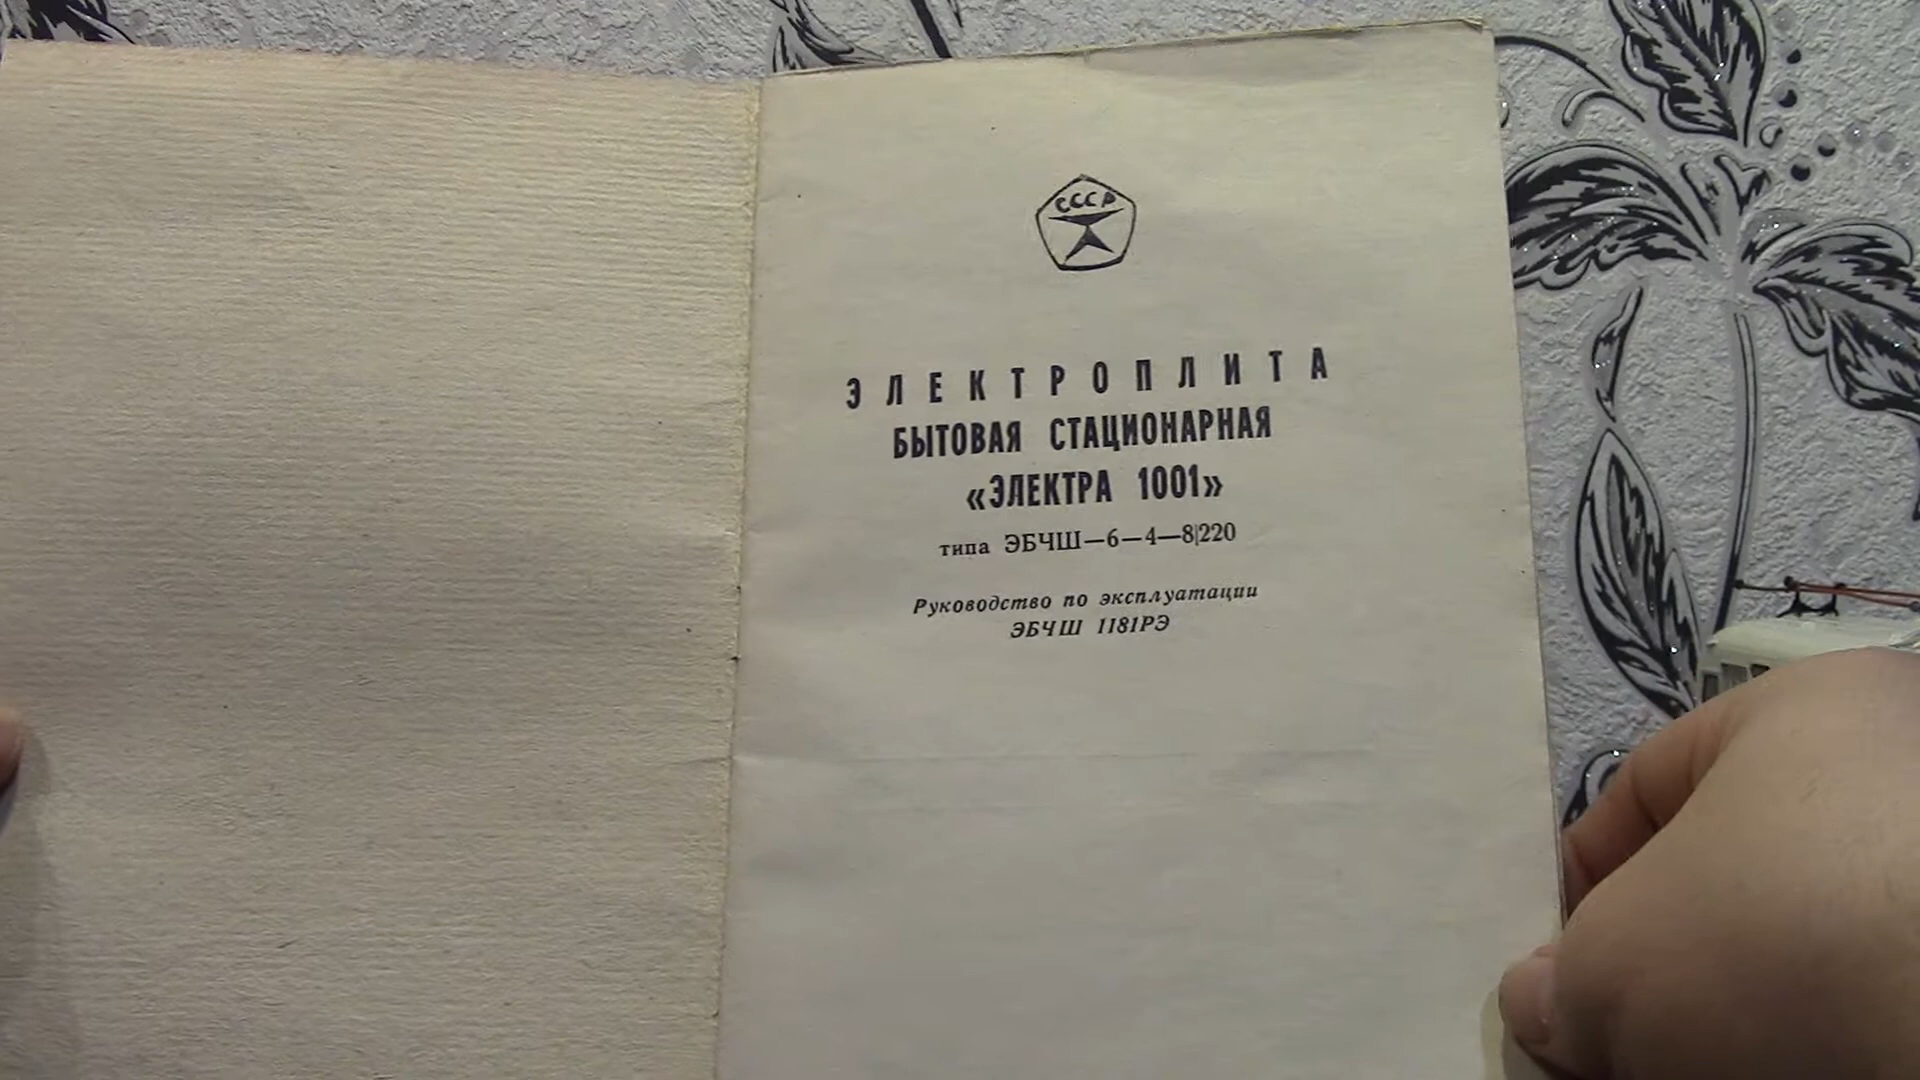 СССР
ЭЛЕКТРОПЛИТА
БЫТОВАЯ СТАЦИОНАРНАЯ
«ЭЛЕКТРА 1001»
типа ЭБЧШ—6—4—8|220
Руководство по эксплуатации
ЭБЧШ 1181РЭ